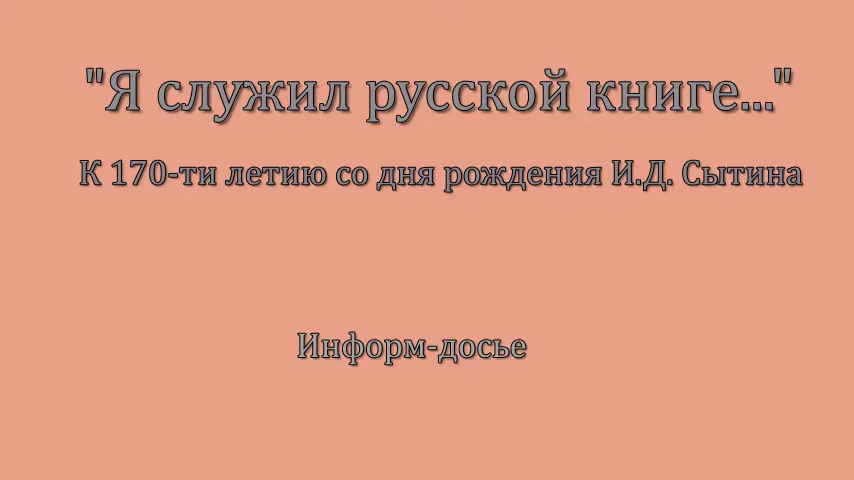 "Я служил русской книге..."
К 170-ти летию со дня рождения И.Д. Сытина
Информ-досье